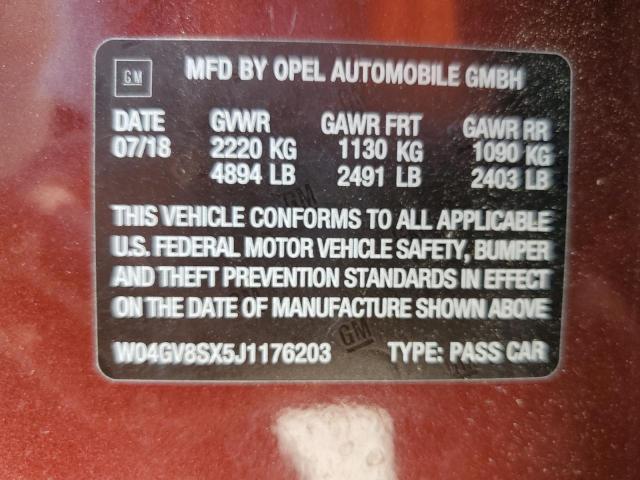 GM MFD BY OPEL AUTOMOBILE GMBH
DATE GVWR GAWR FRT GAWR RR
07/18 2220 KG 1130 KG 1090 KG
4894 LB 2491 LB 2403 LB
THIS VEHICLE CONFORMS TO ALL APPLICABLE
U.S. FEDERAL MOTOR VEHICLE SAFETY, BUMPER
AND THEFT PREVENTION STANDARDS IN EFFECT
ON THE DATE OF MANUFACTURE SHOWN ABOVE
W04GV8SX5J1176203 TYPE: PASS CAR